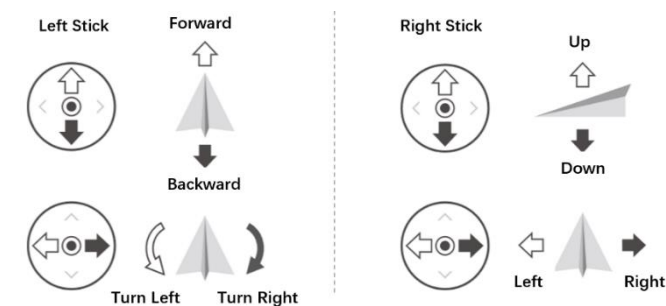 Left Stick
Forward
Backward
Turn Left
Turn Right
Right Stick
Up
Down
Left
Right